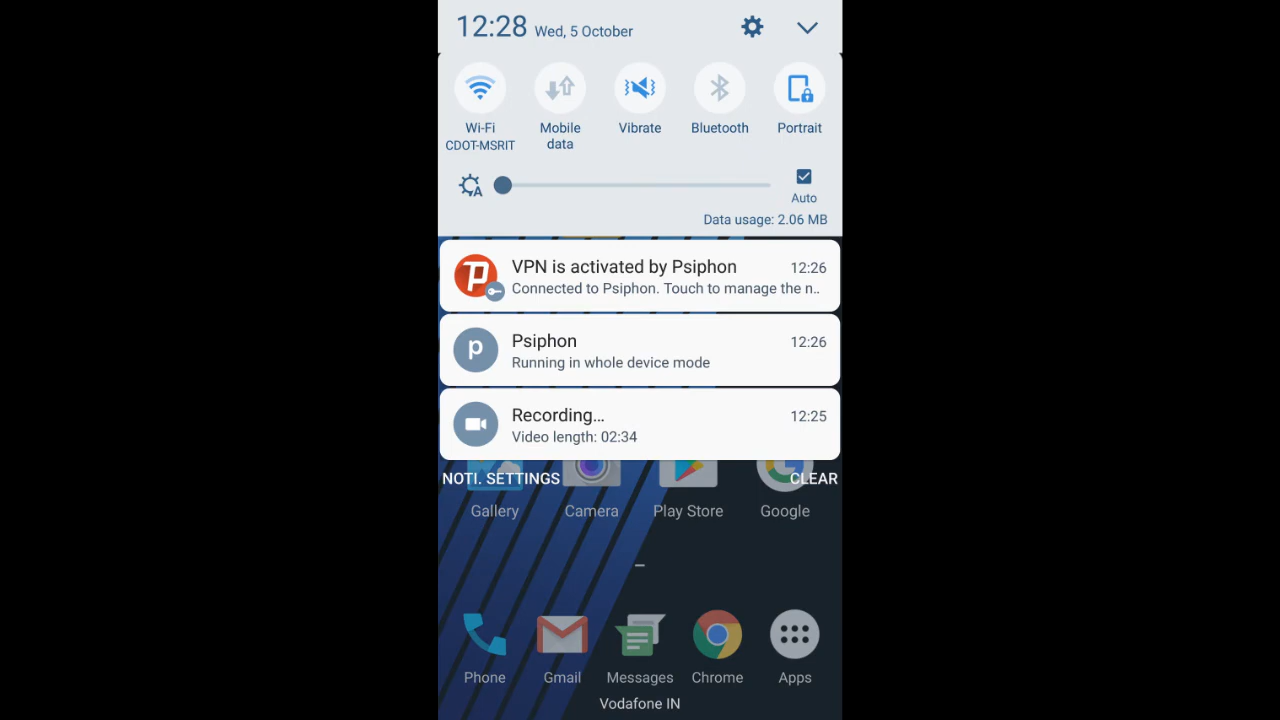 12:28 Wed, 5 October
Wi-Fi Mobile Vibrate Bluetooth Portrait
CDOT-MSRIT data
A
Auto
Data usage: 2.06 MB
VPN is activated by Psiphon 12:26
Connected to Psiphon. Touch to manage the n..
p
Psiphon 12:26
Running in whole device mode
Recording... 12:25
Video length: 02:34
NOTI. SETTINGS CLEAR
Gallery Camera Play Store Google
Phone Gmail Messages Chrome Apps
Vodafone IN